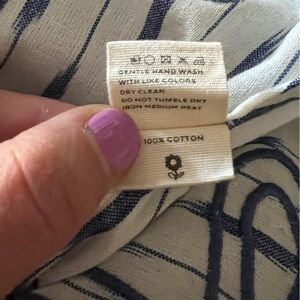 GENTLE HAND WASH
WITH LIKE COLORS
DRY CLEAN
DO NOT TUMBLE DRY
IRON MEDIUM HEAT
100% COTTON